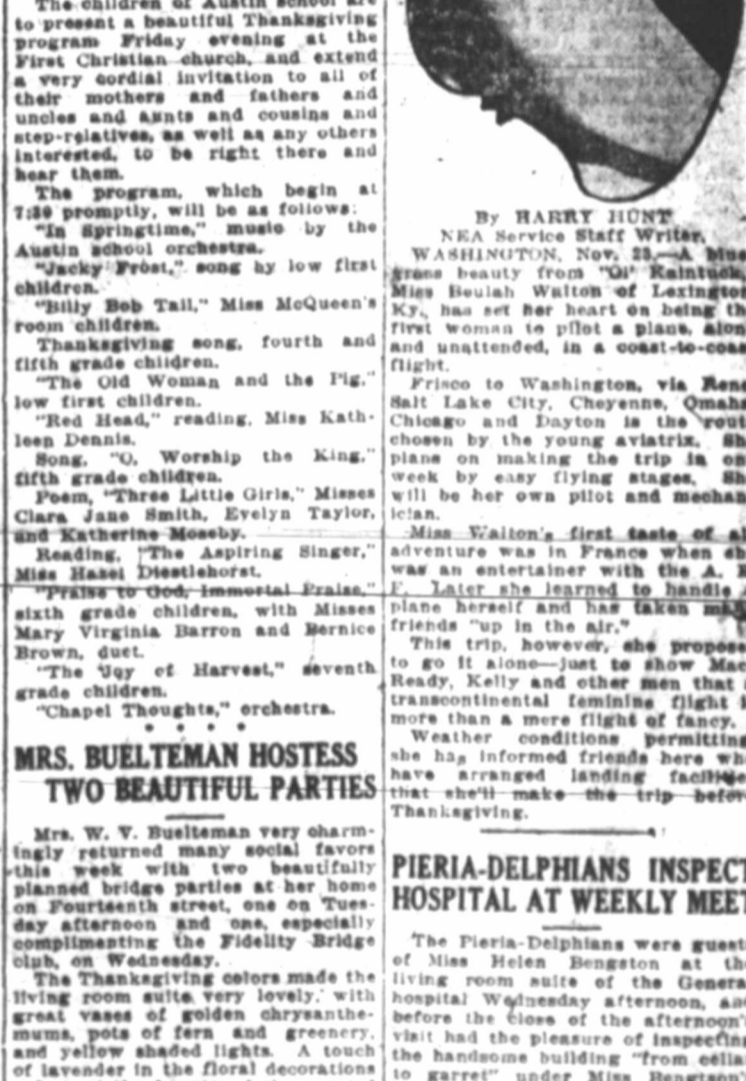 The children of Austin school are
to present a beautiful Thanksgiving
program Friday evening at the
First Christian church, and extend
a very cordial invitation to all of
their mothers and fathers and
uncles and aunts and cousins and
step-relatives, as well as any others
interested, to be right there and
hear them.
The program, which begin at
7:30 promptly, will be as follows:
"In Springtime," music by the
Austin school orchestra.
"Jacky Frost," song by low first
children.
"Billy Bob Tail," Miss McQueen's
room children.
Thanksgiving song, fourth and
fifth grade children.
"The Old Woman and the Pig,"
low first children.
"Red Head," reading, Miss Kath-
leen Dennis.
Song, "O, Worship the King,"
fifth grade children.
Poem, "Three Little Girls," Misses
Clara Jane Smith, Evelyn Taylor,
and Katherine Moseby.
Reading, "The Aspiring Singer,"
Miss Hazel Diestlehorst.
"Praise to God, Immortal Praise,"
sixth grade children, with Misses
Mary Virginia Barron and Bernice
Brown, duet.
"The Joy of Harvest," seventh
grade children.
"Chapel Thoughts," orchestra.
* * * *
MRS. BUELTEMAN HOSTESS
TWO BEAUTIFUL PARTIES
Mrs. W. V. Buelteman very charm-
ingly returned many social favors
this week with two beautifully
planned bridge parties at her home
on Fourteenth street, one on Tues-
day afternoon and one, especially
complimenting the Fidelity Bridge
club, on Wednesday.
The Thanksgiving colors made the
living room suite very lovely, with
great vases of golden chrysanthe-
mums, pots of fern and greenery,
and yellow shaded lights. A touch
of lavender in the floral decorations
By HARRY HUNT
NEA Service Staff Writer.
WASHINGTON, Nov. 23.—A blue
grass beauty from "Ol' Kaintuck,
Miss Beulah Walton of Lexington
Ky., has set her heart on being th
first woman to pilot a plane, alon
and unattended, in a coast-to-coas
flight.
Frisco to Washington, via Reno
Salt Lake City, Cheyenne, Omaha
Chicago and Dayton is the rout
chosen by the young aviatrix. Sh
plans on making the trip in on
week by easy flying stages. Sh
will be her own pilot and mechan
ician.
Miss Walton's first taste of ai
adventure was in France when sh
was an entertainer with the A. E
F. Later she learned to handle
plane herself and has taken many
friends "up in the air."
This trip, however, she propose
to go it alone—just to show Mac
Ready, Kelly and other men that
transcontinental feminine flight i
more than a mere flight of fancy.
Weather conditions permitting
she has informed friends here wh
have arranged landing facilities
that she'll make the trip befor
Thanksgiving.
PIERIA-DELPHIANS INSPECT
HOSPITAL AT WEEKLY MEET
The Pieria-Delphians were guest
of Miss Helen Bengston at th
living room suite of the Genera
hospital Wednesday afternoon, and
before the close of the afternoon'
visit had the pleasure of inspecting
the handsome building "from cella
to garret" under Miss Bengtson's